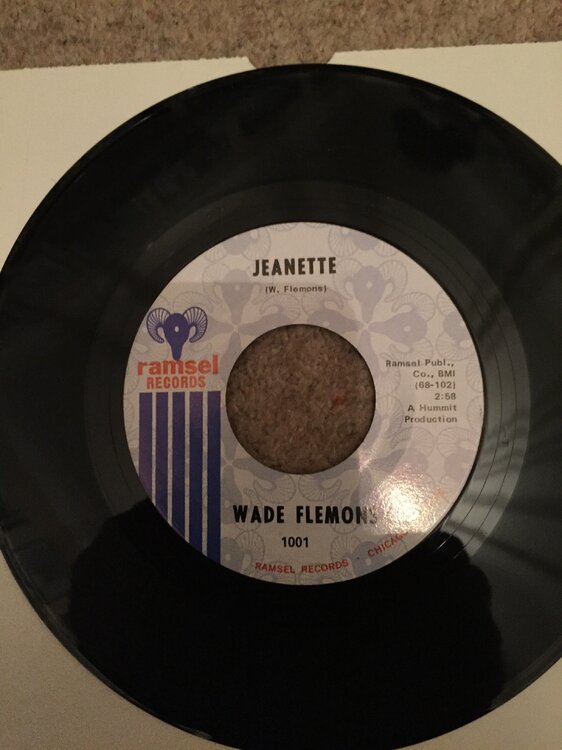 JEANETTE
(W. Flemons)
ramsel
RECORDS
Ramsel Publ.,
Co., BMI
(68-102)
2:58
A Hummit
Production
WADE FLEMONS
1001
RAMSEL RECORDS · CHICAGO